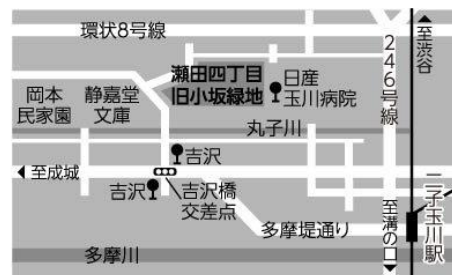 環状8号線
至渋谷
246号線
瀬田四丁目
旧小坂緑地
日産
玉川病院
岡本
民家園
静嘉堂
文庫
丸子川
吉沢
至成城
吉沢
吉沢橋
交差点
二子玉川駅
至溝の口
多摩堤通り
多摩川